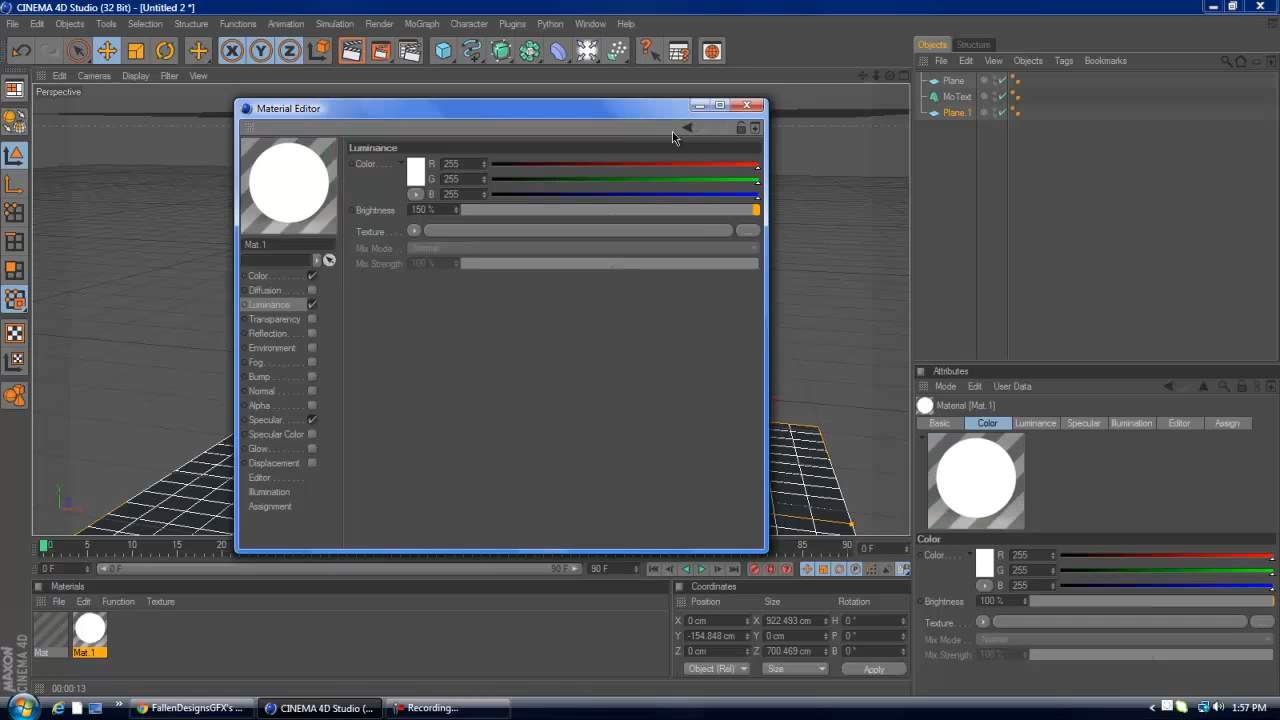 CINEMA 4D Studio (32 Bit) - [Untitled 2 *]
File Edit Objects Tools Selection Structure Functions Animation Simulation Render MoGraph Character Plugins Python Window Help
Objects Structure
Edit Cameras Display Filter View
File Edit View Objects Tags Bookmarks
Perspective
Plane
MoText
Plane.1
Material Editor
Luminance
Color R 255
G 255
B 255
Brightness 150 %
Texture
Mix Mode Normal
Mix Strength 100 %
Mat.1
Color
Diffusion
Luminance
Transparency
Reflection
Environment
Fog
Bump
Normal
Alpha
Specular
Specular Color
Glow
Displacement
Editor
Illumination
Assignment
Attributes
Mode Edit User Data
Material [Mat.1]
Basic Color Luminance Specular Illumination Editor Assign
Color
Color R 255
G 255
B 255
Brightness 100 %
Texture
Mix Mode Normal
Mix Strength 100 %
0 5 10 15 20 85 90 0 F
0 F 0 F 90 F 90 F
Materials
File Edit Function Texture
Mat Mat.1
Coordinates
Position Size Rotation
X 0 cm X 922.493 cm H 0 °
Y -154.848 cm Y 0 cm P 0 °
Z 0 cm Z 700.469 cm B 0 °
Object (Rel) Size Apply
MAXON CINEMA 4D
00:00:13
FallenDesignsGFX's ... CINEMA 4D Studio (... Recording... 1:57 PM